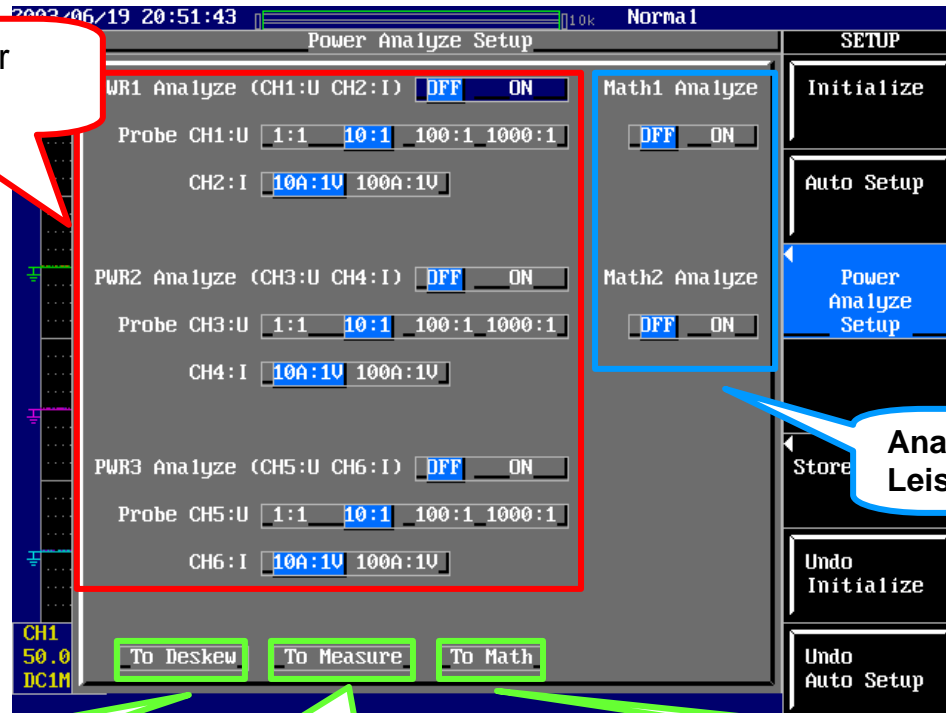 2003/06/19 20:51:43 10k Normal
Power Analyze Setup SETUP
r
WR1 Analyze (CH1:U CH2:I) OFF ON Math1 Analyze Initialize
Probe CH1:U 1:1 10:1 100:1 1000:1 OFF ON
CH2:I 10A:1V 100A:1V Auto Setup
PWR2 Analyze (CH3:U CH4:I) OFF ON Math2 Analyze Power
Analyze
Probe CH3:U 1:1 10:1 100:1 1000:1 OFF ON Setup
CH4:I 10A:1V 100A:1V
Ana
PWR3 Analyze (CH5:U CH6:I) OFF ON Store Leis
Probe CH5:U 1:1 10:1 100:1 1000:1
CH6:I 10A:1V 100A:1V Undo
Initialize
CH1
50.0 To Deskew To Measure To Math Undo
DC1M Auto Setup